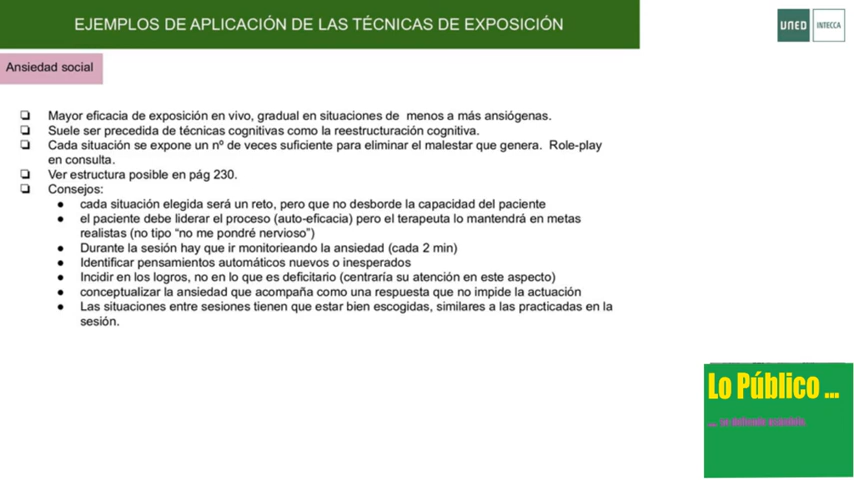 EJEMPLOS DE APLICACIÓN DE LAS TÉCNICAS DE EXPOSICIÓN
UNED INTECCA
Ansiedad social
❏ Mayor eficacia de exposición en vivo, gradual en situaciones de menos a más ansiógenas.
❏ Suele ser precedida de técnicas cognitivas como la reestructuración cognitiva.
❏ Cada situación se expone un nº de veces suficiente para eliminar el malestar que genera. Role-play
en consulta.
❏ Ver estructura posible en pág 230.
❏ Consejos:
● cada situación elegida será un reto, pero que no desborde la capacidad del paciente
● el paciente debe liderar el proceso (auto-eficacia) pero el terapeuta lo mantendrá en metas
realistas (no tipo “no me pondré nervioso”)
● Durante la sesión hay que ir monitorieando la ansiedad (cada 2 min)
● Identificar pensamientos automáticos nuevos o inesperados
● Incidir en los logros, no en lo que es deficitario (centraría su atención en este aspecto)
● conceptualizar la ansiedad que acompaña como una respuesta que no impide la actuación
● Las situaciones entre sesiones tienen que estar bien escogidas, similares a las practicadas en la
sesión.
Lo Público ...